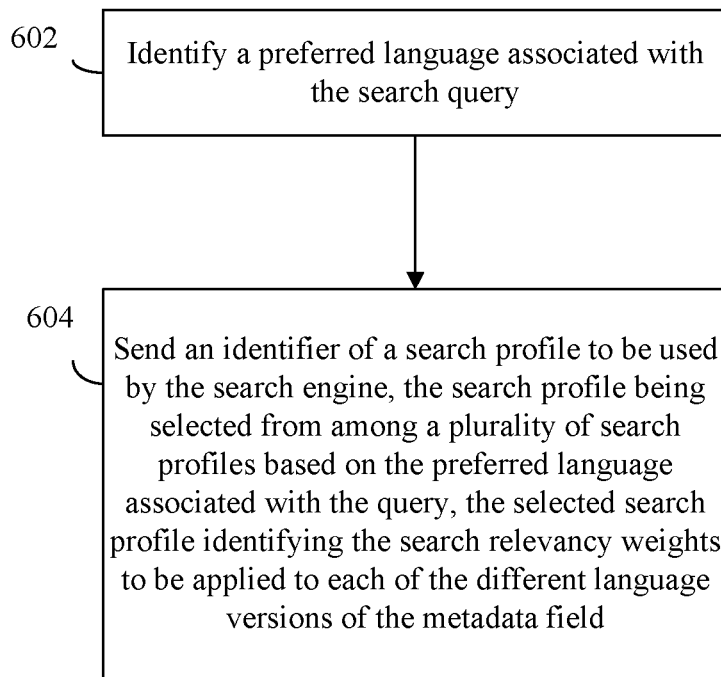 602
Identify a preferred language associated with
the search query
604
Send an identifier of a search profile to be used
by the search engine, the search profile being
selected from among a plurality of search
profiles based on the preferred language
associated with the query, the selected search
profile identifying the search relevancy weights
to be applied to each of the different language
versions of the metadata field